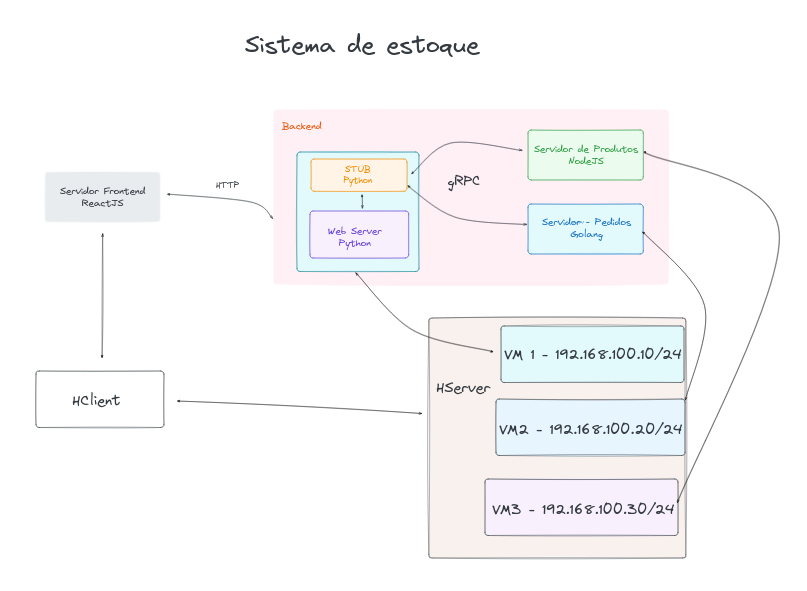 Sistema de estoque
Backend
STUB
Python
Servidor de Produtos
NodeJS
gRPC
Servidor Frontend
ReactJS
HTTP
Web Server
Python
Servidor - Pedidos
Golang
VM 1 - 192.168.100.10/24
HServer
HClient
VM2 - 192.168.100.20/24
VM3 - 192.168.100.30/24